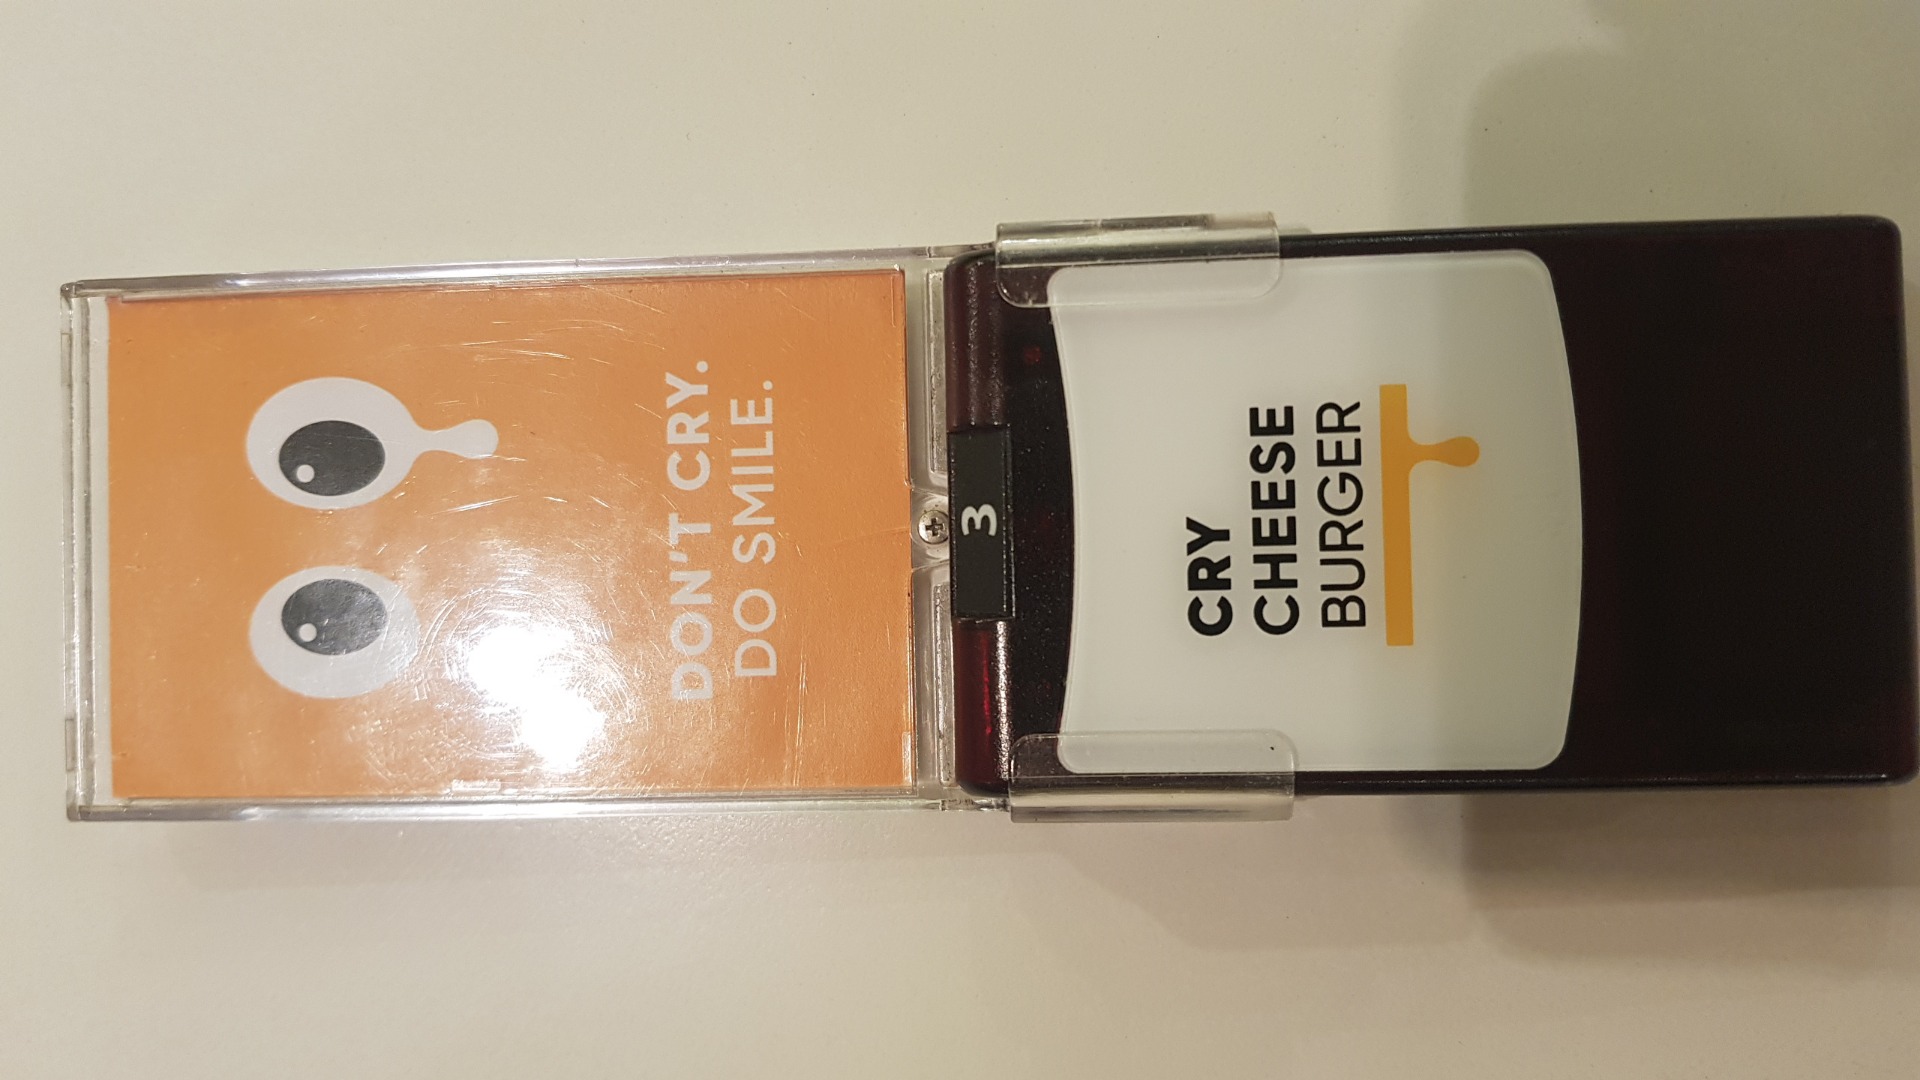 DON'T CRY.
DO SMILE.
3
CRY
CHEESE
BURGER